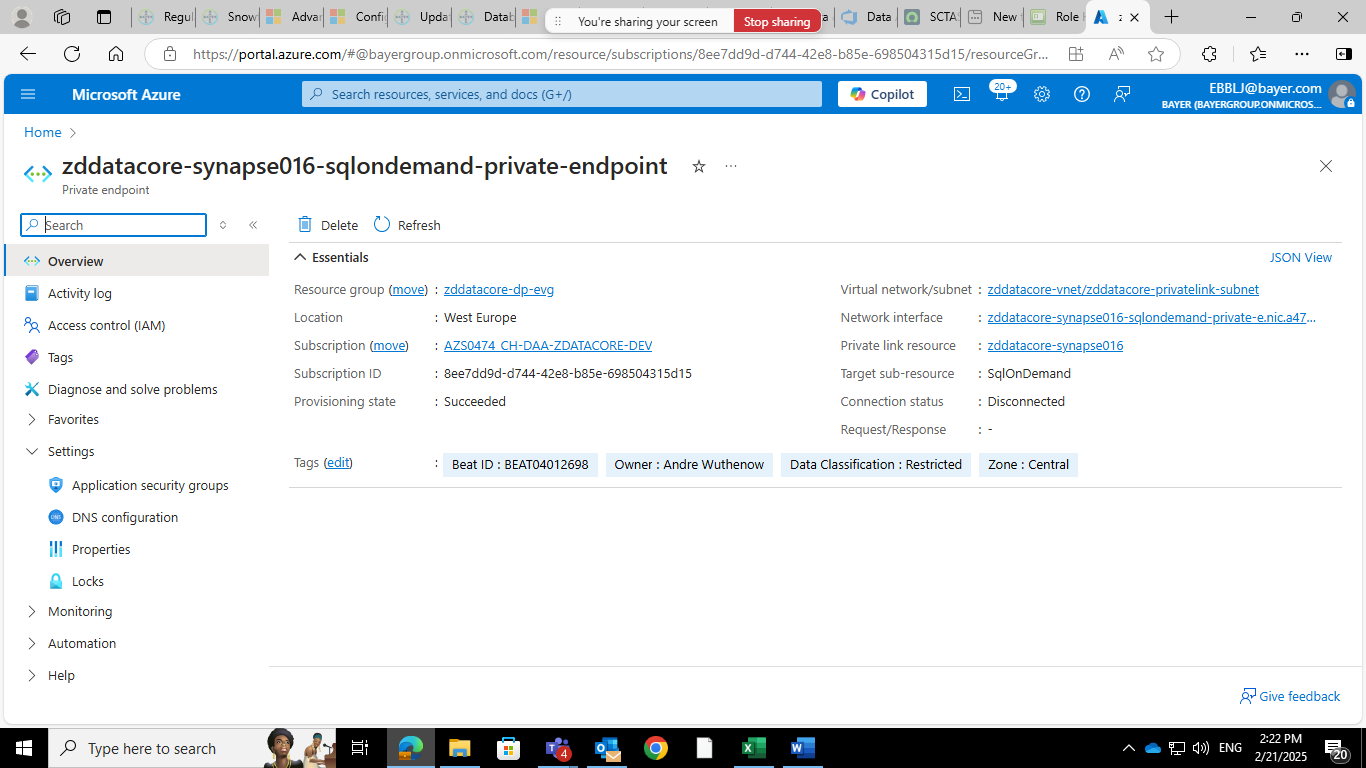 Regul
Snow
Adva
Confi
Upda
Datab
You're sharing your screen
Stop sharing
Data
SCTAS
New
Role
https://portal.azure.com/#@bayergroup.onmicrosoft.com/resource/subscriptions/8ee7dd9d-d744-42e8-b85e-698504315d15/resourceGr...
Microsoft Azure
Search resources, services, and docs (G+/)
Copilot
20+
EBBLJ@bayer.com
BAYER (BAYERGROUP.ONMICROS...
Home
zddatacore-synapse016-sqlondemand-private-endpoint
Private endpoint
Search
Delete
Refresh
Overview
Activity log
Access control (IAM)
Tags
Diagnose and solve problems
Favorites
Settings
Application security groups
DNS configuration
Properties
Locks
Monitoring
Automation
Help
Essentials
JSON View
Resource group (move) : zddatacore-dp-evg
Location : West Europe
Subscription (move) : AZS0474_CH-DAA-ZDATACORE-DEV
Subscription ID : 8ee7dd9d-d744-42e8-b85e-698504315d15
Provisioning state : Succeeded
Virtual network/subnet : zddatacore-vnet/zddatacore-privatelink-subnet
Network interface : zddatacore-synapse016-sqlondemand-private-e.nic.a47...
Private link resource : zddatacore-synapse016
Target sub-resource : SqlOnDemand
Connection status : Disconnected
Request/Response : -
Tags (edit) : Beat ID : BEAT04012698 Owner : Andre Wuthenow Data Classification : Restricted Zone : Central
Give feedback
Type here to search
4
ENG
2:22 PM
2/21/2025
20